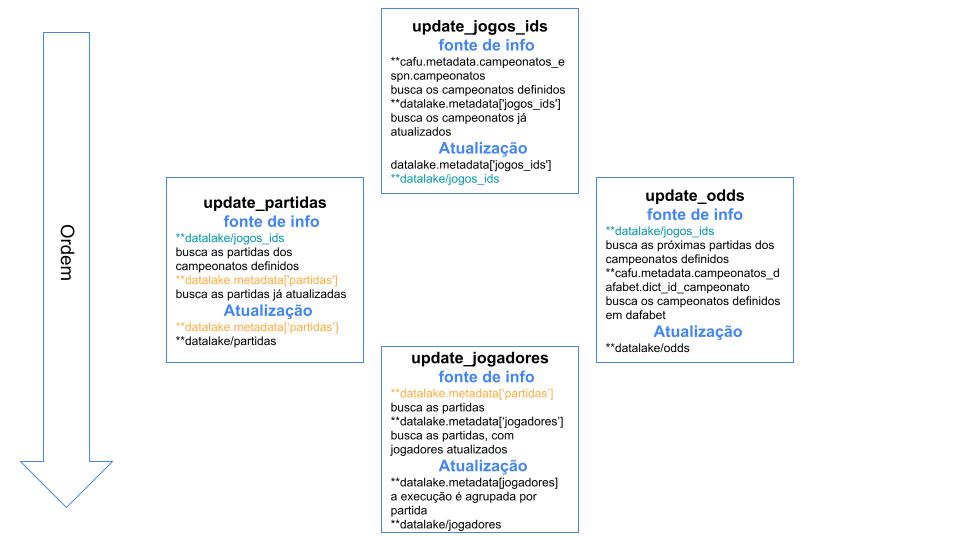 Ordem
update_jogos_ids
fonte de info
**cafu.metadata.campeonatos_e
spn.campeonatos
busca os campeonatos definidos
**datalake.metadata['jogos_ids']
busca os campeonatos já
atualizados
Atualização
datalake.metadata['jogos_ids']
**datalake/jogos_ids
update_partidas
fonte de info
**datalake/jogos_ids
busca as partidas dos
campeonatos definidos
**datalake.metadata['partidas']
busca as partidas já atualizadas
Atualização
**datalake.metadata['partidas']
**datalake/partidas
update_odds
fonte de info
**datalake/jogos_ids
busca as próximas partidas dos
campeonatos definidos
**cafu.metadata.campeonatos_d
afabet.dict_id_campeonato
busca os campeonatos definidos
em dafabet
Atualização
**datalake/odds
update_jogadores
fonte de info
**datalake.metadata['partidas']
busca as partidas
**datalake.metadata['jogadores']
busca as partidas, com
jogadores atualizados
Atualização
**datalake.metadata[jogadores]
a execução é agrupada por
partida
**datalake/jogadores